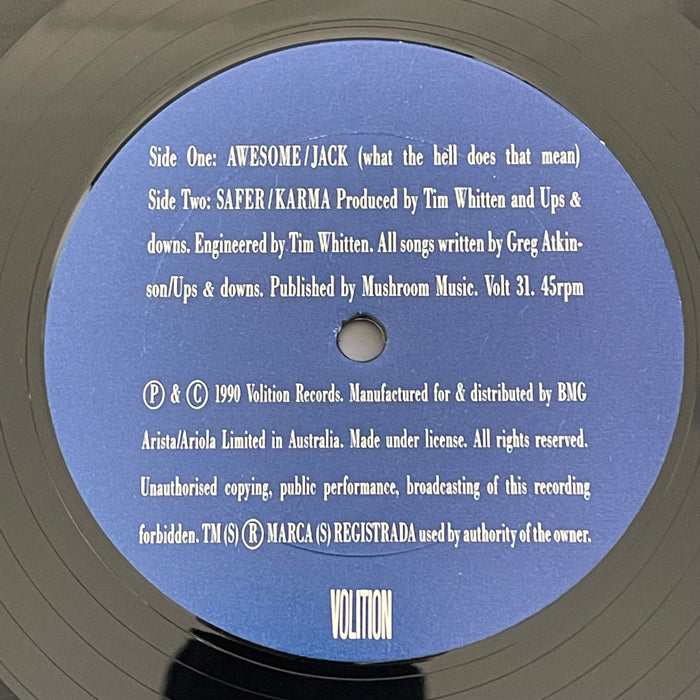 Side One: AWESOME/JACK (what the hell does that mean)
Side Two: SAFER/KARMA Produced by Tim Whitten and Ups &
downs. Engineered by Tim Whitten. All songs written by Greg Atkin-
son/Ups & downs. Published by Mushroom Music. Volt 31. 45rpm
Ⓟ & Ⓒ 1990 Volition Records. Manufactured for & distributed by BMG
Arista/Ariola Limited in Australia. Made under license. All rights reserved.
Unauthorised copying, public performance, broadcasting of this recording
forbidden. TM (S) Ⓡ MARCA (S) REGISTRADA used by authority of the owner.
VOLITION